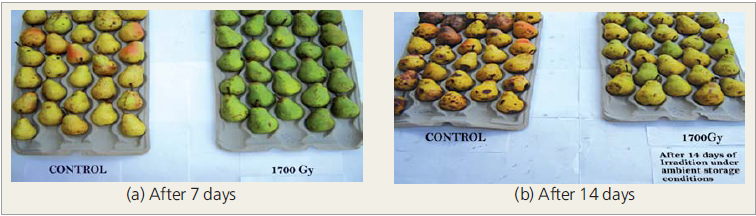 CONTROL
1700 Gy
(a) After 7 days
CONTROL
1700Gy
After 14 days of
Irradition under
ambient storage
conditions
(b) After 14 days